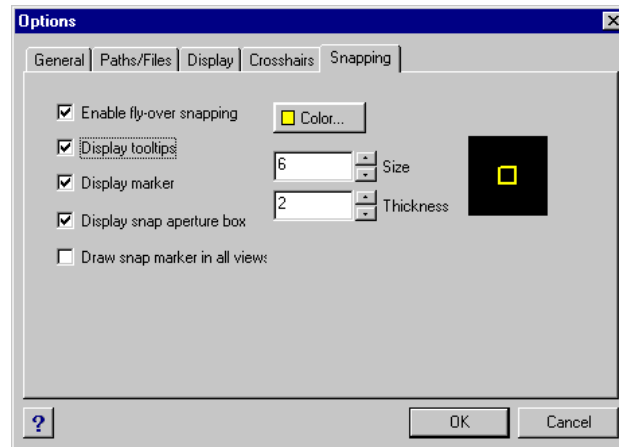 Options
General Paths/Files Display Crosshairs Snapping
Enable fly-over snapping
Color...
Display tooltips
6 Size
Display marker
2 Thickness
Display snap aperture box
Draw snap marker in all views
? OK Cancel